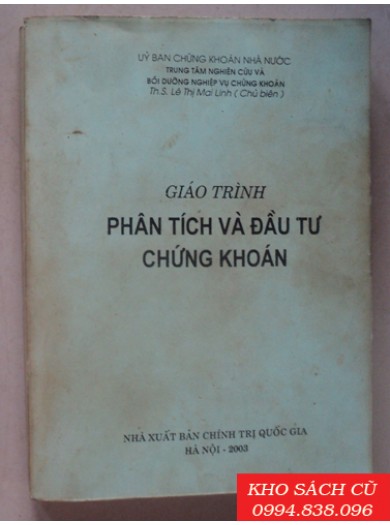 UỶ BAN CHỨNG KHOÁN NHÀ NƯỚC
TRUNG TÂM NGHIÊN CỨU VÀ
BỒI DƯỠNG NGHIỆP VỤ CHỨNG KHOÁN
Th.S. Lê Thị Mai Linh ( Chủ biên )
GIÁO TRÌNH
PHÂN TÍCH VÀ ĐẦU TƯ
CHỨNG KHOÁN
NHÀ XUẤT BẢN CHÍNH TRỊ QUỐC GIA
HÀ NỘI - 2003
KHO SÁCH CŨ
0994.838.096